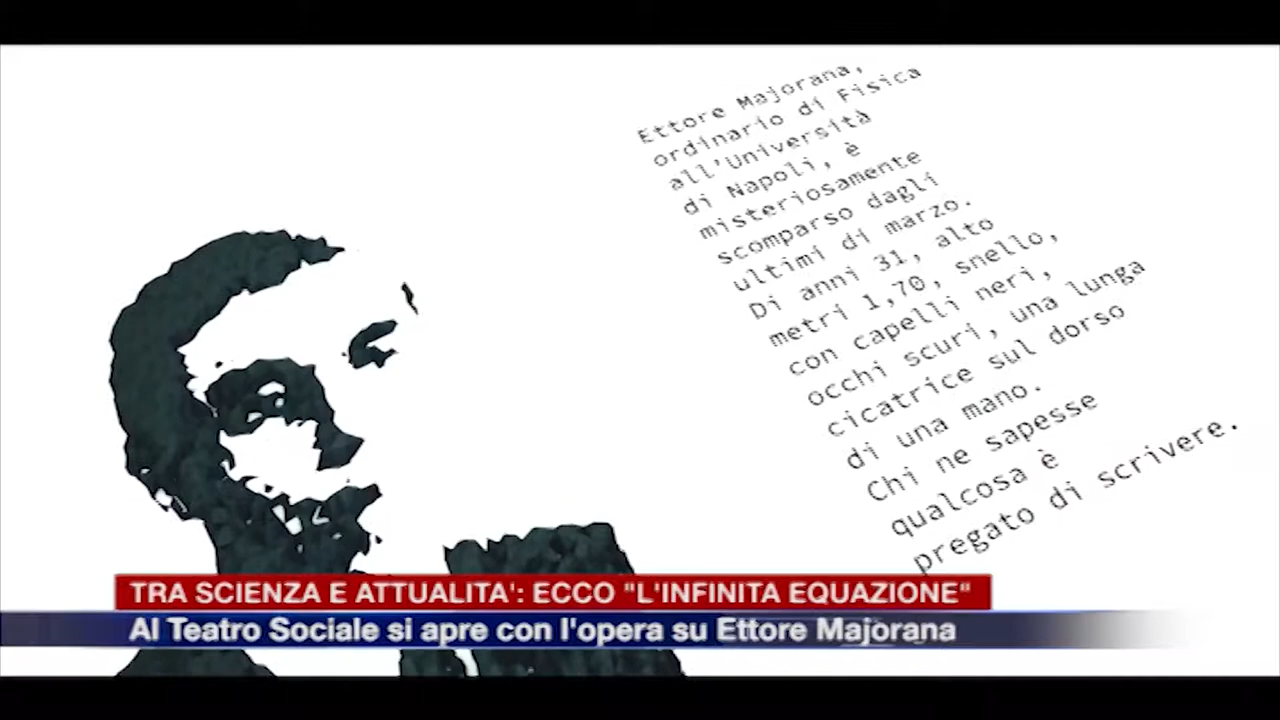 Ettore Majorana,
ordinario di Fisica
all'Università
di Napoli, è
misteriosamente
scomparso dagli
ultimi di marzo.
Di anni 31, alto
metri 1,70, snello,
con capelli neri,
occhi scuri, una lunga
cicatrice sul dorso
di una mano.
Chi ne sapesse
qualcosa è
pregato di scrivere.
TRA SCIENZA E ATTUALITA': ECCO "L'INFINITA EQUAZIONE"
Al Teatro Sociale si apre con l'opera su Ettore Majorana